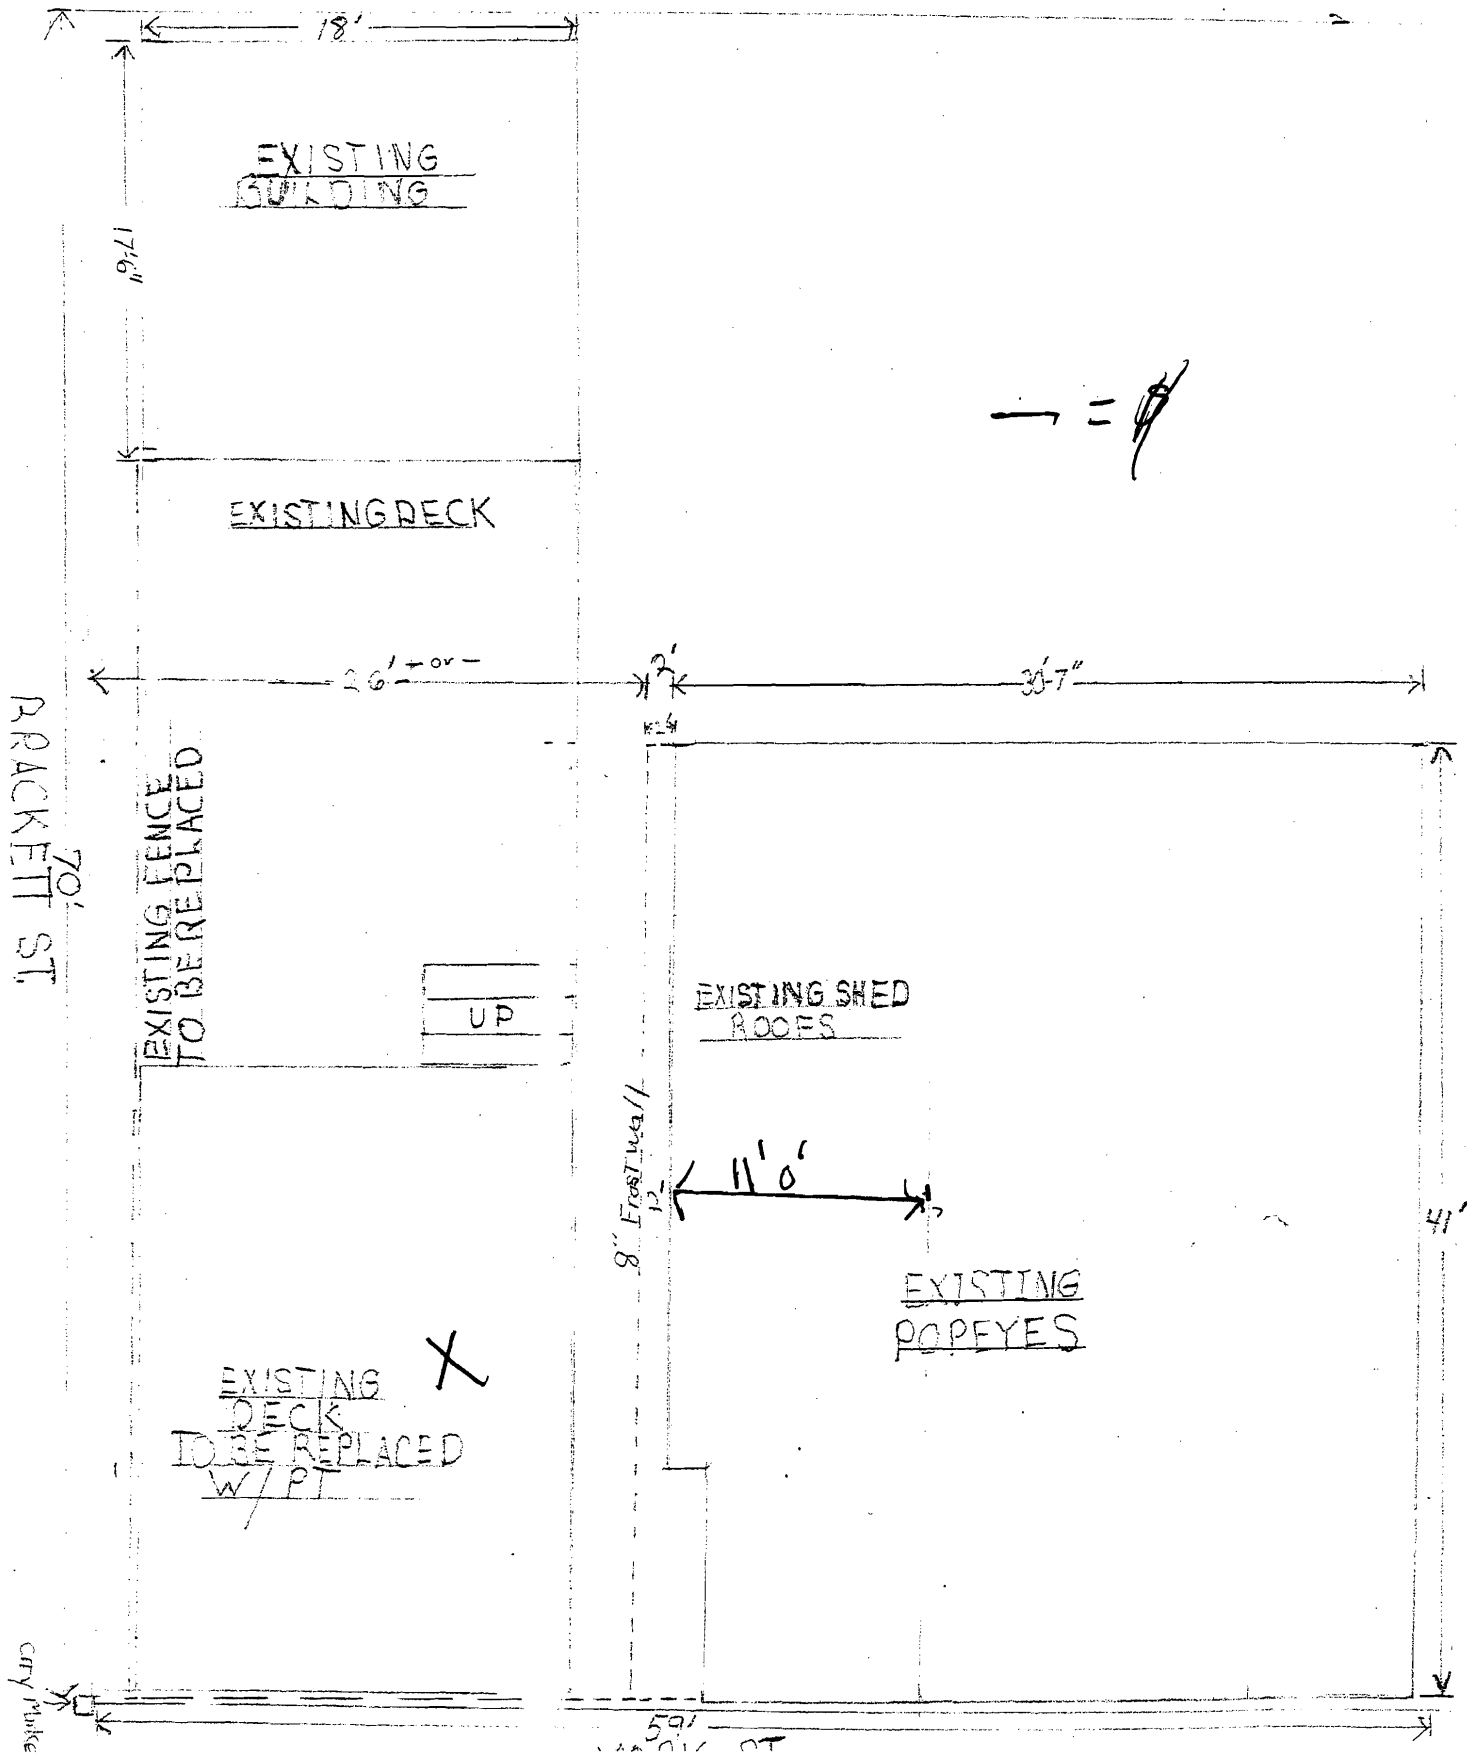 18'
EXISTING
BUILDING
17'6"
EXISTING DECK
26' + or -
2'
30'-7"
EXISTING FENCE
TO BE REPLACED
BRACKETT ST.
70'
UP
EXISTING SHED
ROOFS
8" Frost wall
11' 0'
41'
EXISTING
POPEYES
X
EXISTING
DECK
TO BE REPLACED
W/ PT
59'